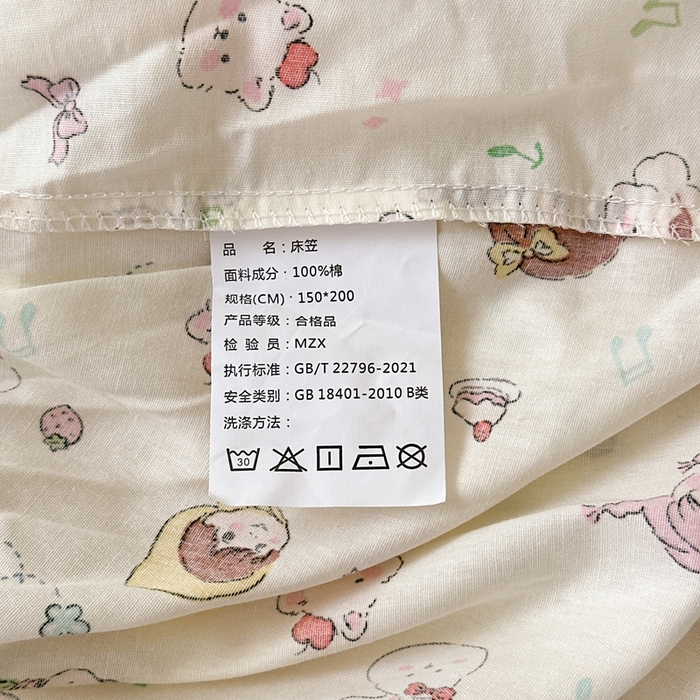 品 名：床笠
面料成分：100%棉
规格(CM)：150*200
产品等级：合格品
检 验 员：MZX
执行标准：GB/T 22796-2021
安全类别：GB 18401-2010 B类
洗涤方法：
30